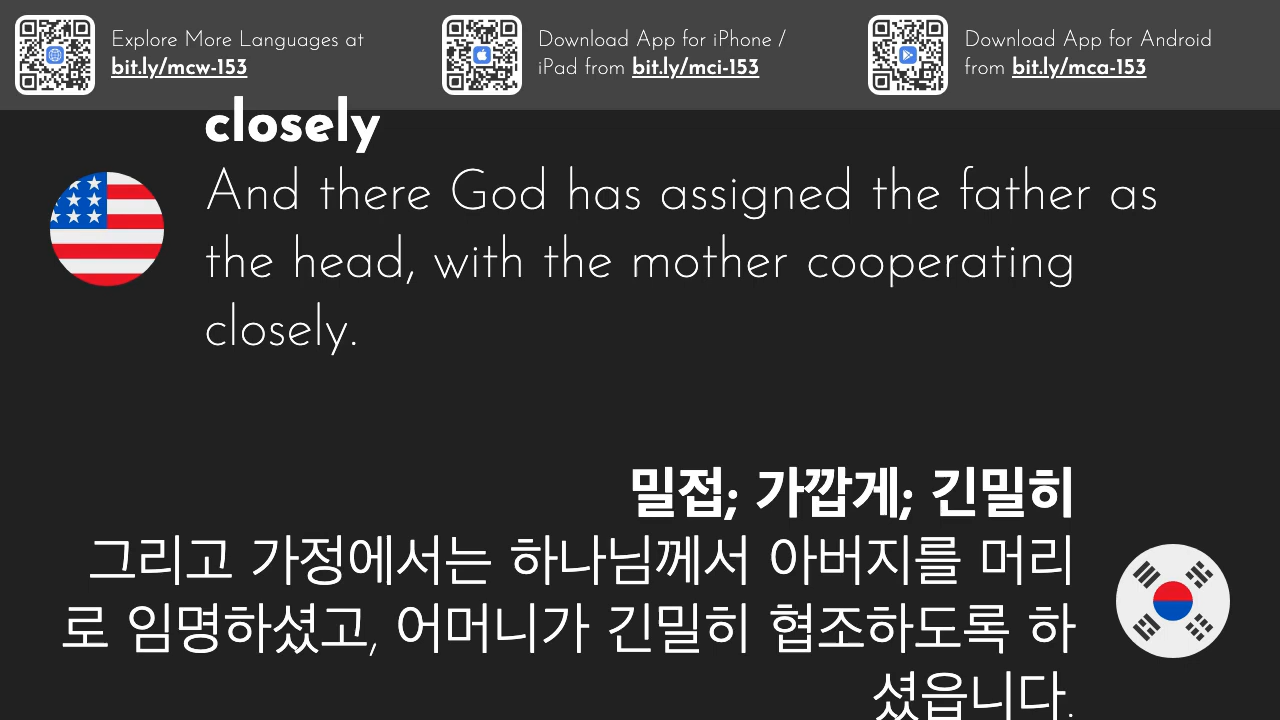 Explore More Languages at
bit.ly/mcw-153
Download App for iPhone /
iPad from bit.ly/mci-153
Download App for Android
from bit.ly/mca-153
closely
And there God has assigned the father as
the head, with the mother cooperating
closely.
밀접; 가깝게; 긴밀히
그리고 가정에서는 하나님께서 아버지를 머리
로 임명하셨고, 어머니가 긴밀히 협조하도록 하
셨읍니다.